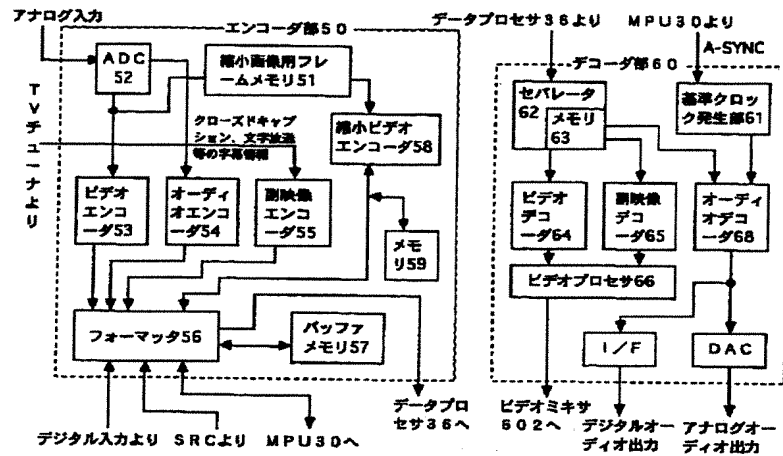 アナログ入力
エンコーダ部50
ADC
52
縮小画像用フレ
ームメモリ51
TVチューナより
クローズドキャプ
ション、文字放送
等の字幕情報
縮小ビデオ
エンコーダ58
ビデオ
エンコ
ーダ53
オーディ
オエンコ
ーダ54
副映像
エンコ
ーダ55
メモ
リ59
フォーマッタ56
バッファ
メモリ57
デジタル入力より
SRCより
MPU30へ
データプロ
セサ36へ
データプロセサ36より
MPU30より
A-SYNC
デコーダ部60
セパレータ
62
メモリ
63
基準クロッ
ク発生部61
ビデオ
デコ
ーダ64
副映像
デコ
ーダ65
オーディ
オデコ
ーダ68
ビデオプロセサ66
I/F
DAC
ビデオミキサ
602へ
デジタルオー
ディオ出力
アナログオー
ディオ出力